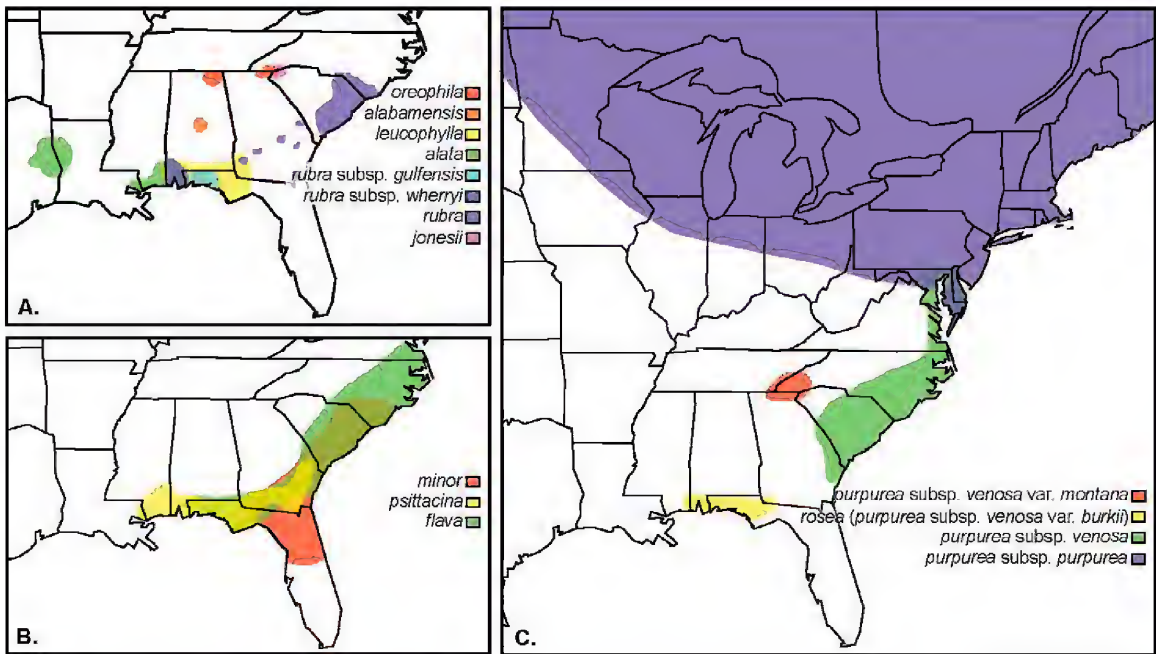 oreophila
alabamensis
leucophylla
alata
rubra subsp. gulfensis
rubra subsp. wherryi
rubra
jonesii
A.
minor
psittacina
flava
B.
purpurea subsp. venosa var. montana
rosea (purpurea subsp. venosa var. burkii)
purpurea subsp. venosa
purpurea subsp. purpurea
C.